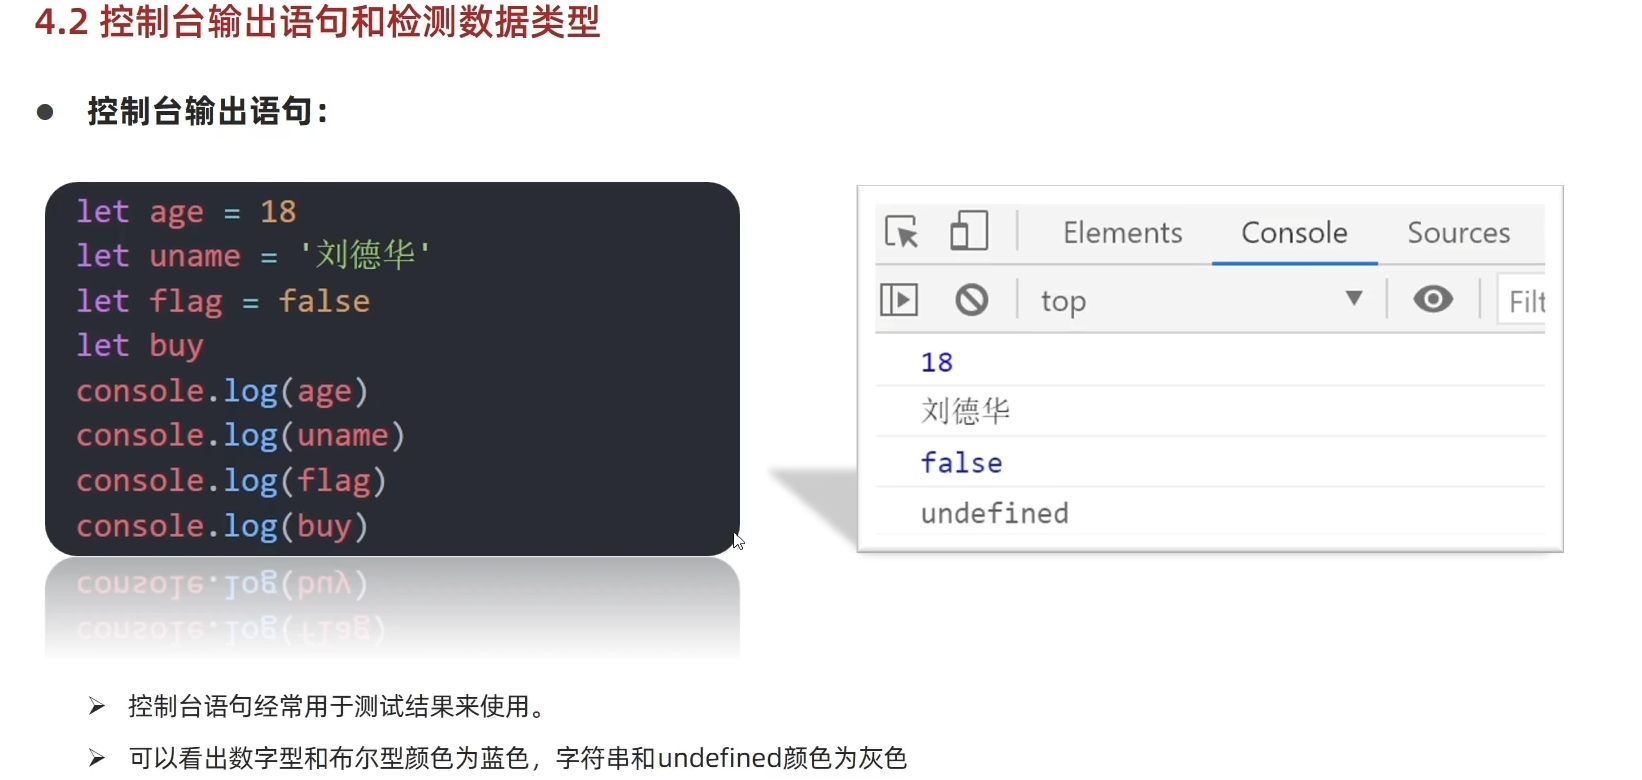 4.2 控制台输出语句和检测数据类型
● 控制台输出语句：
let age = 18
let uname = '刘德华'
let flag = false
let buy
console.log(age)
console.log(uname)
console.log(flag)
console.log(buy)
Elements Console Sources
top Filt
18
刘德华
false
undefined
➢ 控制台语句经常用于测试结果来使用。
➢ 可以看出数字型和布尔型颜色为蓝色，字符串和undefined颜色为灰色